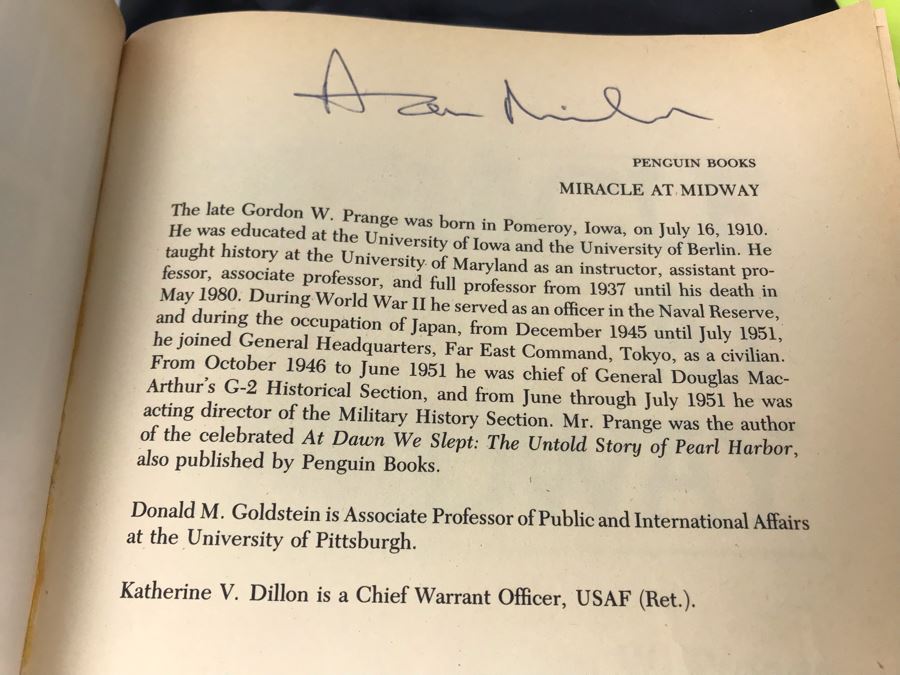 PENGUIN BOOKS
MIRACLE AT MIDWAY
The late Gordon W. Prange was born in Pomeroy, Iowa, on July 16, 1910.
He was educated at the University of Iowa and the University of Berlin. He
taught history at the University of Maryland as an instructor, assistant pro-
fessor, associate professor, and full professor from 1937 until his death in
May 1980. During World War II he served as an officer in the Naval Reserve,
and during the occupation of Japan, from December 1945 until July 1951,
he joined General Headquarters, Far East Command, Tokyo, as a civilian.
From October 1946 to June 1951 he was chief of General Douglas Mac-
Arthur's G-2 Historical Section, and from June through July 1951 he was
acting director of the Military History Section. Mr. Prange was the author
of the celebrated At Dawn We Slept: The Untold Story of Pearl Harbor,
also published by Penguin Books.
Donald M. Goldstein is Associate Professor of Public and International Affairs
at the University of Pittsburgh.
Katherine V. Dillon is a Chief Warrant Officer, USAF (Ret.).